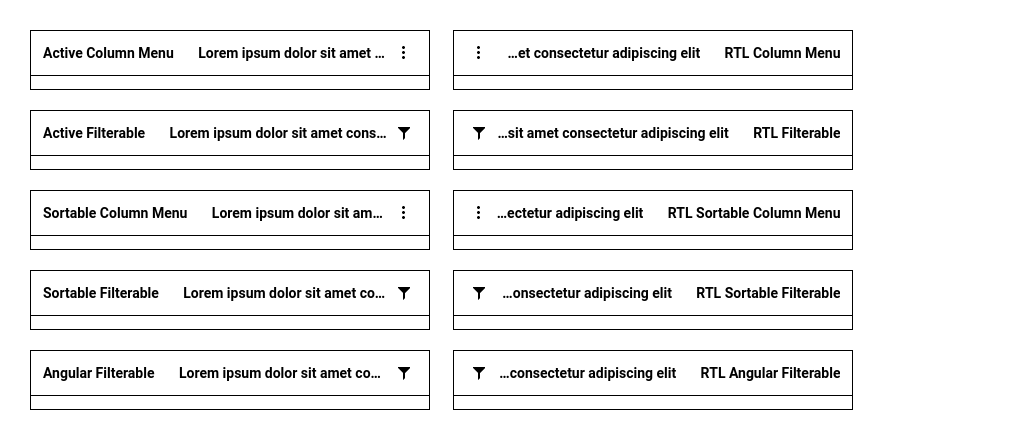 Active Column Menu Lorem ipsum dolor sit amet ...
...et consectetur adipiscing elit RTL Column Menu
Active Filterable Lorem ipsum dolor sit amet cons...
...sit amet consectetur adipiscing elit RTL Filterable
Sortable Column Menu Lorem ipsum dolor sit am...
...ectetur adipiscing elit RTL Sortable Column Menu
Sortable Filterable Lorem ipsum dolor sit amet co...
...onsectetur adipiscing elit RTL Sortable Filterable
Angular Filterable Lorem ipsum dolor sit amet co...
...consectetur adipiscing elit RTL Angular Filterable